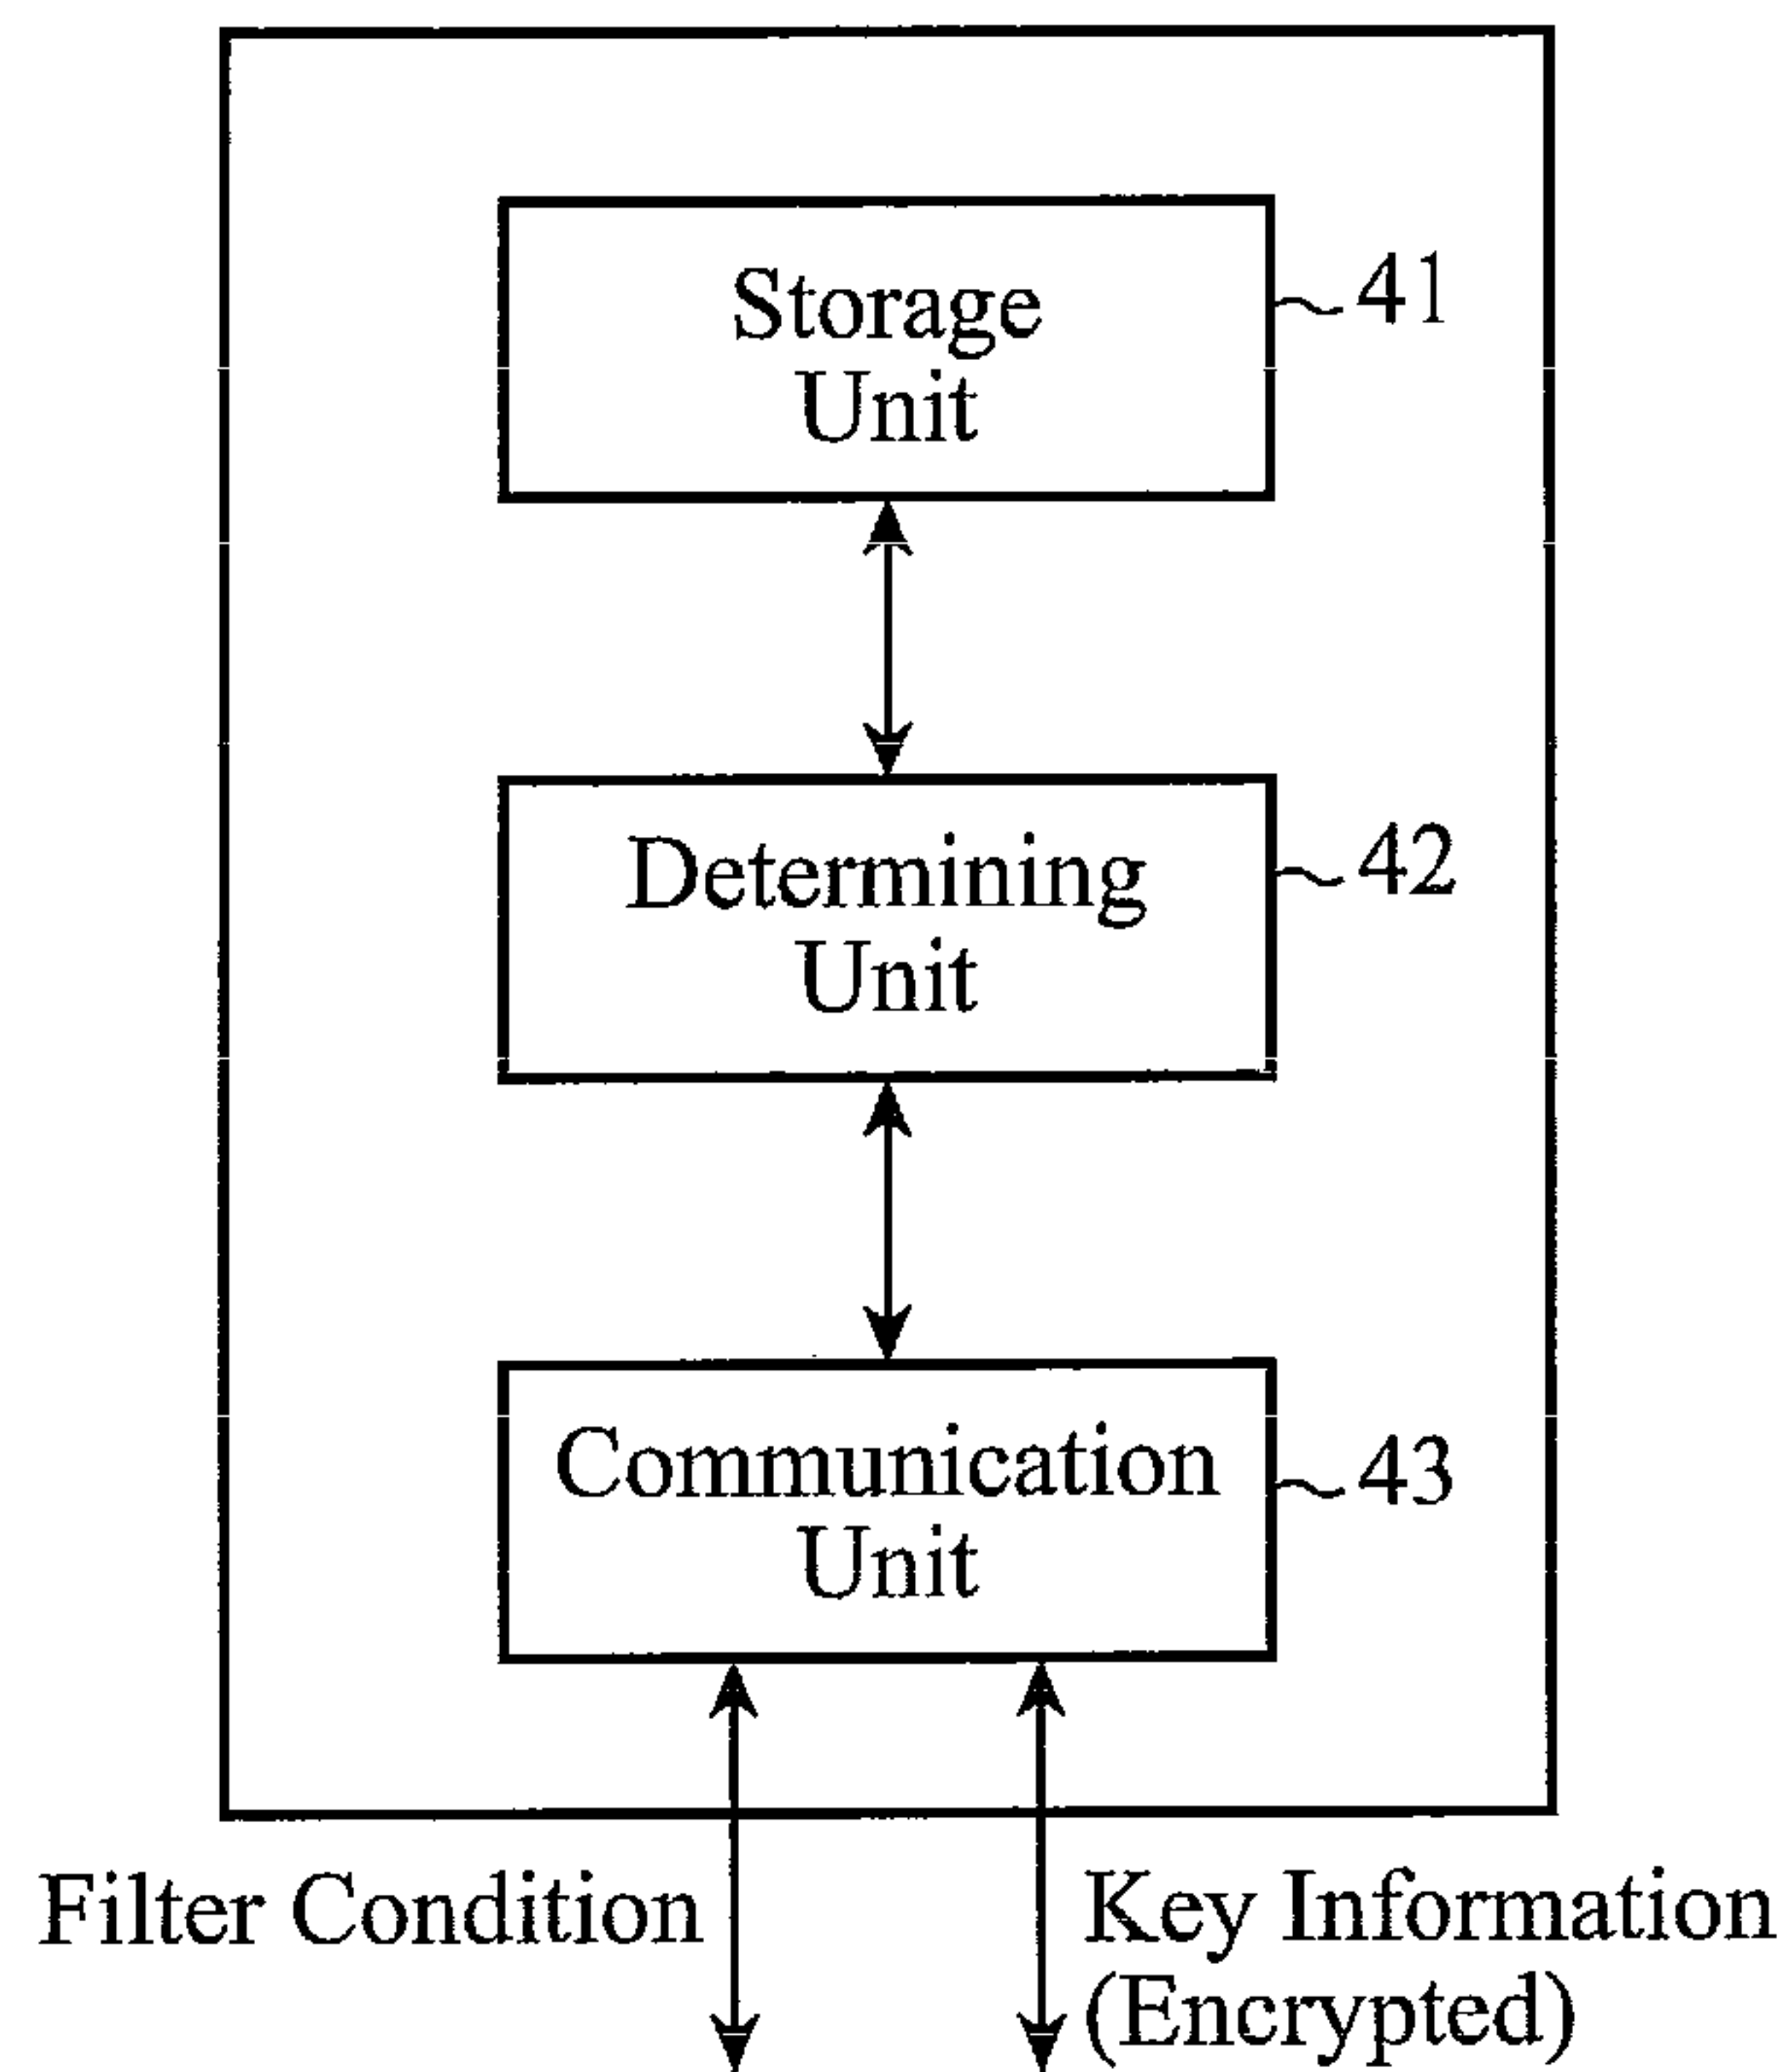 Storage
Unit
41
Determining
Unit
42
Communication
Unit
43
Filter Condition
Key Information
(Encrypted)